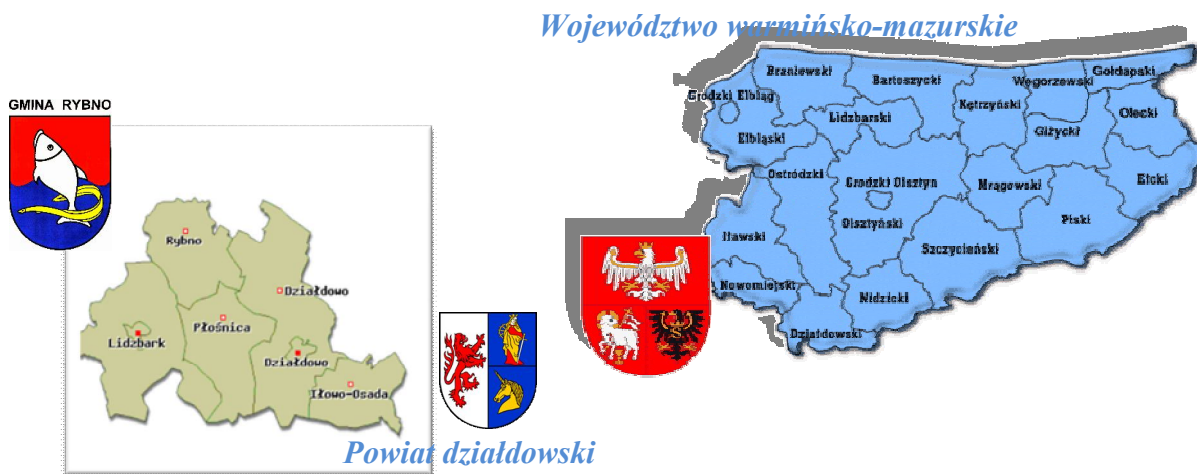 Województwo warmińsko-mazurskie
GMINA RYBNO
Braniewski
Bartoszycki
Węgorzewski
Gołdapski
Grodzki Elbląg
Kętrzyński
Lidzbarski
Olecki
Elbląski
Giżycki
Ostródzki
Grodzki Olsztyn
Mrągowski
Ełcki
Olsztyński
Piski
Iławski
Szczycieński
Nowomiejski
Nidzicki
Działdowski
Rybno
Działdowo
Płośnica
Lidzbark
Działdowo
Iłowo-Osada
Powiat działdowski